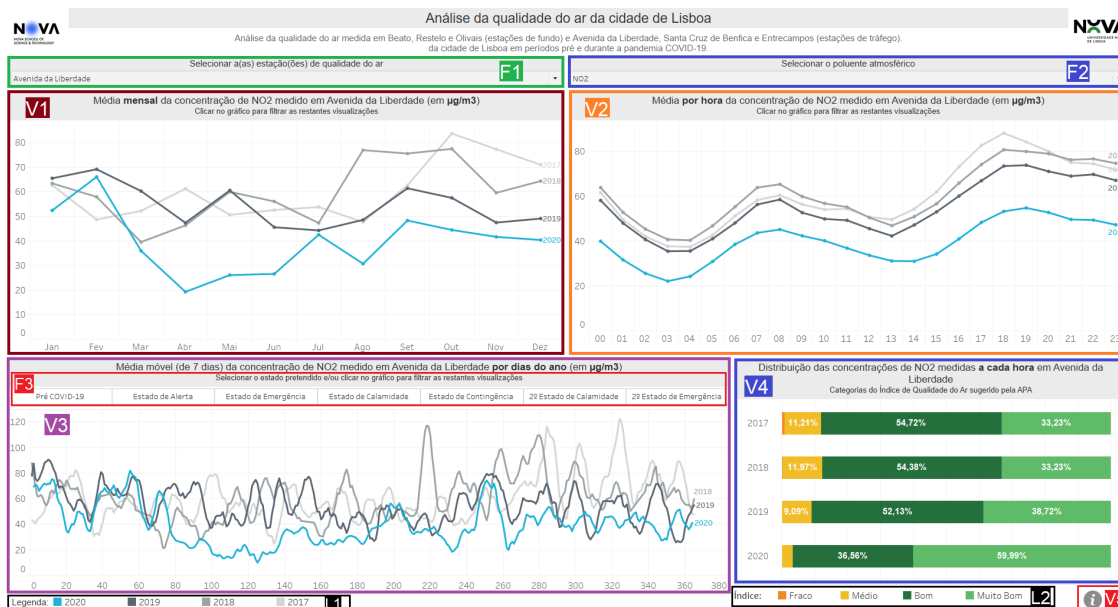 Análise da qualidade do ar da cidade de Lisboa
NOVA
NOVA SCHOOL OF
SCIENCE & TECHNOLOGY
Análise da qualidade do ar medida em Beato, Restelo e Olivais (estações de fundo) e Avenida da Liberdade, Santa Cruz de Benfica e Entrecampos (estações de tráfego).
da cidade de Lisboa em períodos pré e durante a pandemia COVID-19.
NOVA
DE LISBOA
Selecionar a(as) estação(ões) de qualidade do ar
F1
Avenida da Liberdade
Selecionar o poluente atmosférico
F2
NO2
V1
Média mensal da concentração de NO2 medido em Avenida da Liberdade (em µg/m3)
Clicar no gráfico para filtrar as restantes visualizações
80
70
60
50
40
30
20
10
0
2017
2018
2019
2020
Jan Fev Mar Abr Mai Jun Jul Ago Set Out Nov Dez
V2
Média por hora da concentração de NO2 medido em Avenida da Liberdade (em µg/m3)
Clicar no gráfico para filtrar as restantes visualizações
80
60
40
20
0
00 01 02 03 04 05 06 07 08 09 10 11 12 13 14 15 16 17 18 19 20 21 22 23
Média móvel (de 7 dias) da concentração de NO2 medido em Avenida da Liberdade por dias do ano (em µg/m3)
Selecionar o estado pretendido e/ou clicar no gráfico para filtrar as restantes visualizações
F3
Pré COVID-19 Estado de Alerta Estado de Emergência Estado de Calamidade Estado de Contingência 2º Estado de Calamidade 2º Estado de Emergência
V3
120
100
80
60
40
20
0
2018
2019
2020
0 20 40 60 80 100 120 140 160 180 200 220 240 260 280 300 320 340 360 380
Legenda: 2020 2019 2018 2017
Distribuição das concentrações de NO2 medidas a cada hora em Avenida da
Liberdade
Categorias do Índice de Qualidade do Ar sugerido pela APA
V4
2017 11,21% 54,72% 33,23%
2018 11,97% 54,38% 33,23%
2019 9,09% 52,13% 38,72%
2020 36,56% 59,99%
Índice: Fraco Médio Bom Muito Bom L2